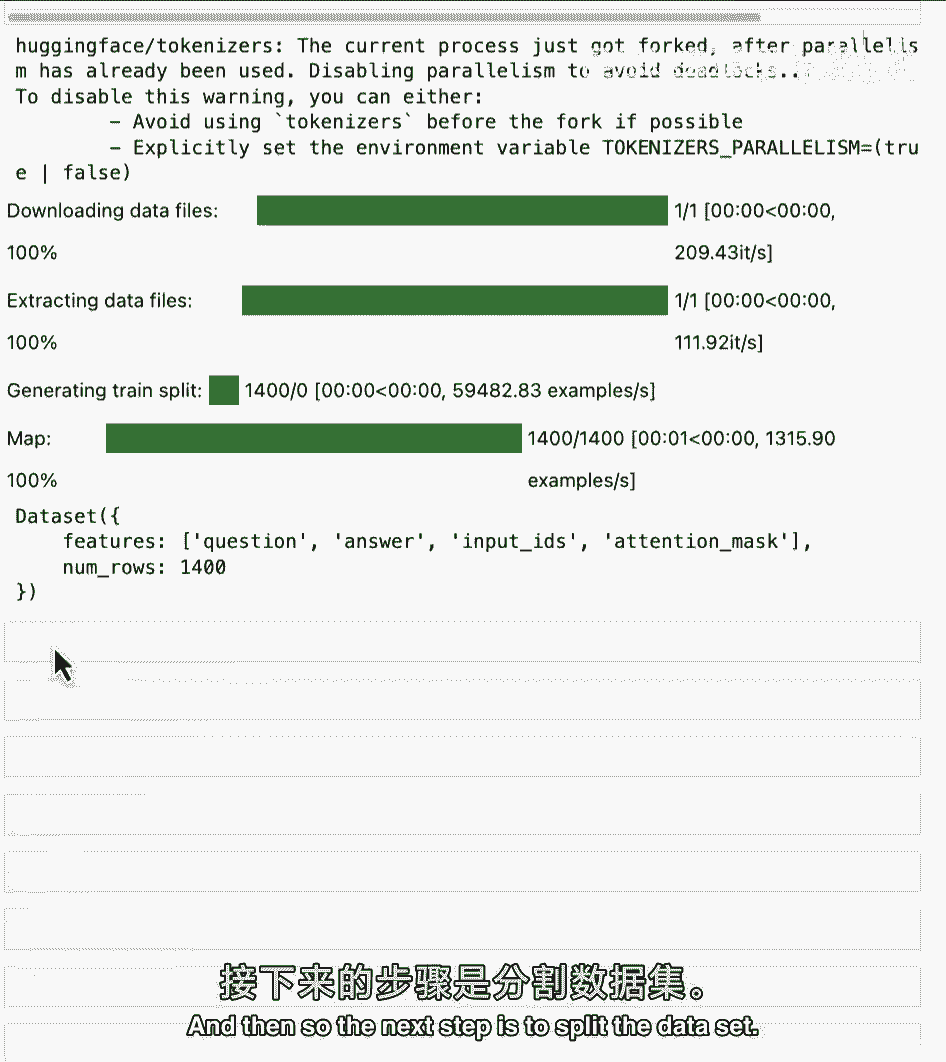 huggingface/tokenizers: The current process just got forked, after parallelis
m has already been used. Disabling parallelism to avoid deadlocks...
To disable this warning, you can either:
- Avoid using `tokenizers` before the fork if possible
- Explicitly set the environment variable TOKENIZERS_PARALLELISM=(tru
e | false)
Downloading data files: 1/1 [00:00<00:00,
100% 209.43it/s]
Extracting data files: 1/1 [00:00<00:00,
100% 111.92it/s]
Generating train split: 1400/0 [00:00<00:00, 59482.83 examples/s]
Map: 1400/1400 [00:01<00:00, 1315.90
100% examples/s]
Dataset({
features: ['question', 'answer', 'input_ids', 'attention_mask'],
num_rows: 1400
})
接下来的步骤是分割数据集。
And then so the next step is to split the data set.